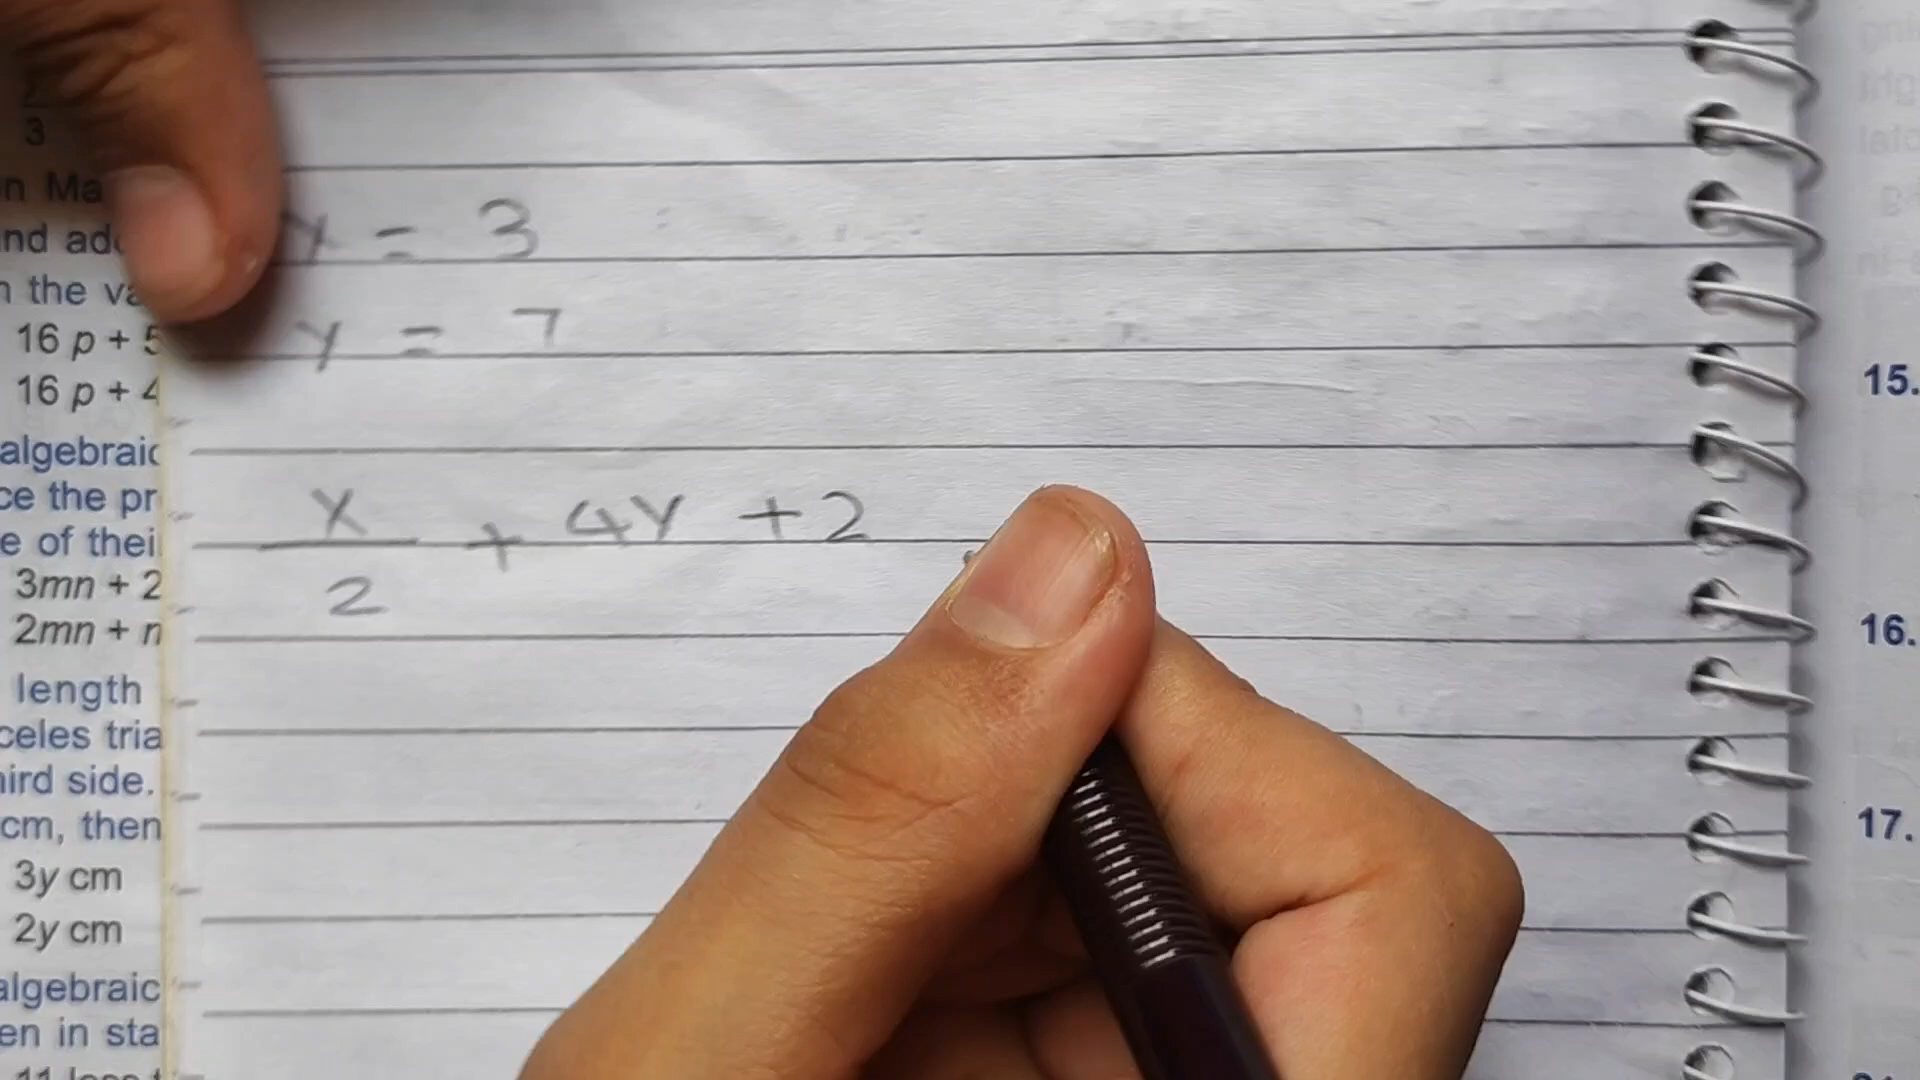 3
n Ma
nd add
x = 3
n the va
y = 7
16 p + 5
16 p + 4
15.
algebraic
ce the pr
x/2 + 4y + 2
e of thei
3mn + 2
2mn + n
16.
length
celes tria
hird side.
cm, then
17.
3y cm
2y cm
algebraic
en in sta